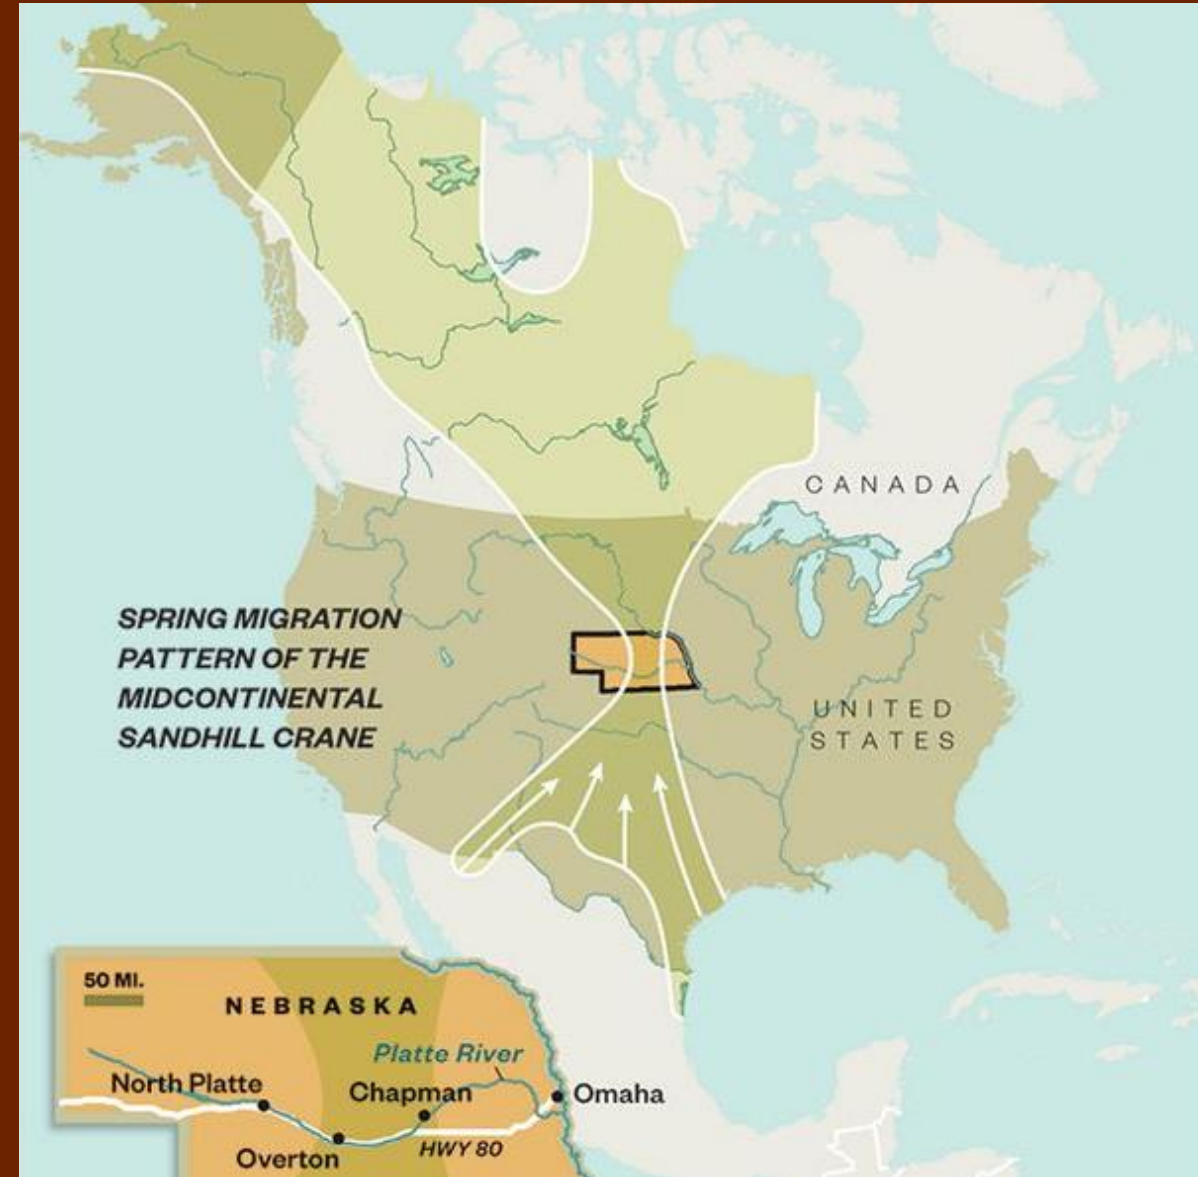 CANADA
SPRING MIGRATION
PATTERN OF THE
MIDCONTINENTAL
SANDHILL CRANE
UNITED
STATES
50 MI.
NEBRASKA
Platte River
North Platte
Chapman
Omaha
HWY 80
Overton